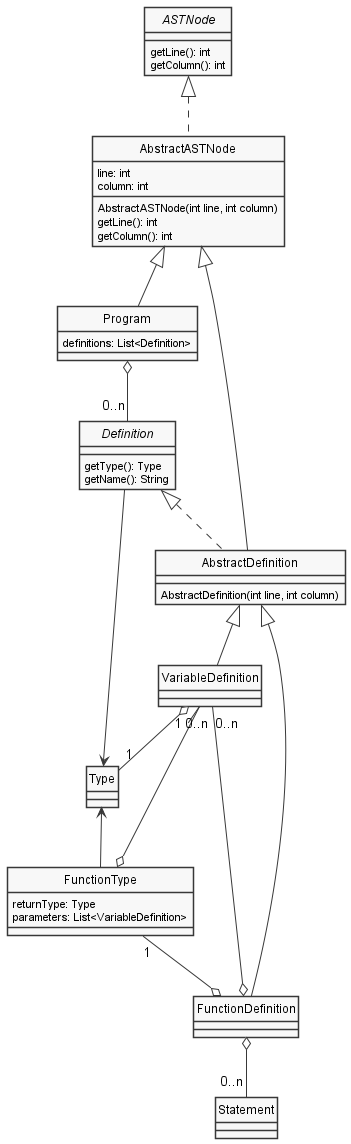 ASTNode
getLine(): int
getColumn(): int
AbstractASTNode
line: int
column: int
AbstractASTNode(int line, int column)
getLine(): int
getColumn(): int
Program
definitions: List<Definition>
0..n
Definition
getType(): Type
getName(): String
AbstractDefinition
AbstractDefinition(int line, int column)
VariableDefinition
1 0..n 0..n
1
Type
FunctionType
returnType: Type
parameters: List<VariableDefinition>
1
FunctionDefinition
0..n
Statement